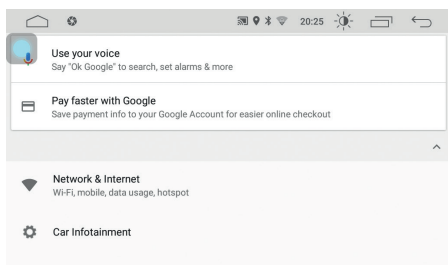 20:25
Use your voice
Say "Ok Google" to search, set alarms & more
Pay faster with Google
Save payment info to your Google Account for easier online checkout
Network & Internet
Wi-Fi, mobile, data usage, hotspot
Car Infotainment